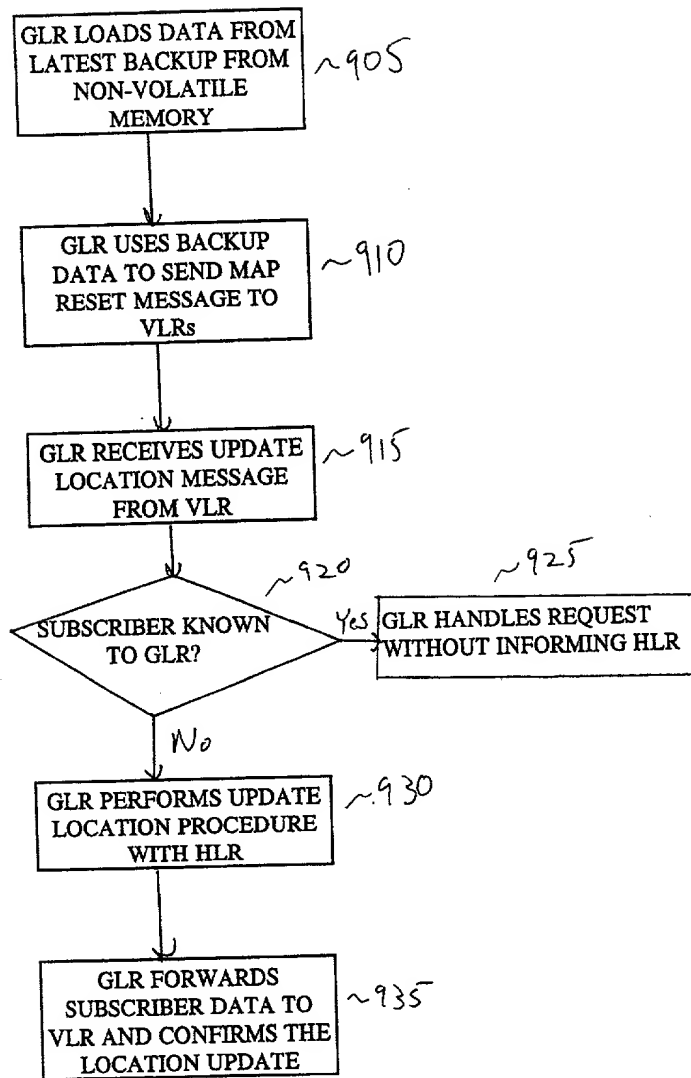 GLR LOADS DATA FROM
LATEST BACKUP FROM
NON-VOLATILE
MEMORY
~905
GLR USES BACKUP
DATA TO SEND MAP
RESET MESSAGE TO
VLRs
~910
GLR RECEIVES UPDATE
LOCATION MESSAGE
FROM VLR
~915
SUBSCRIBER KNOWN
TO GLR?
~920
Yes
GLR HANDLES REQUEST
WITHOUT INFORMING HLR
~925
No
GLR PERFORMS UPDATE
LOCATION PROCEDURE
WITH HLR
~930
GLR FORWARDS
SUBSCRIBER DATA TO
VLR AND CONFIRMS THE
LOCATION UPDATE
~935